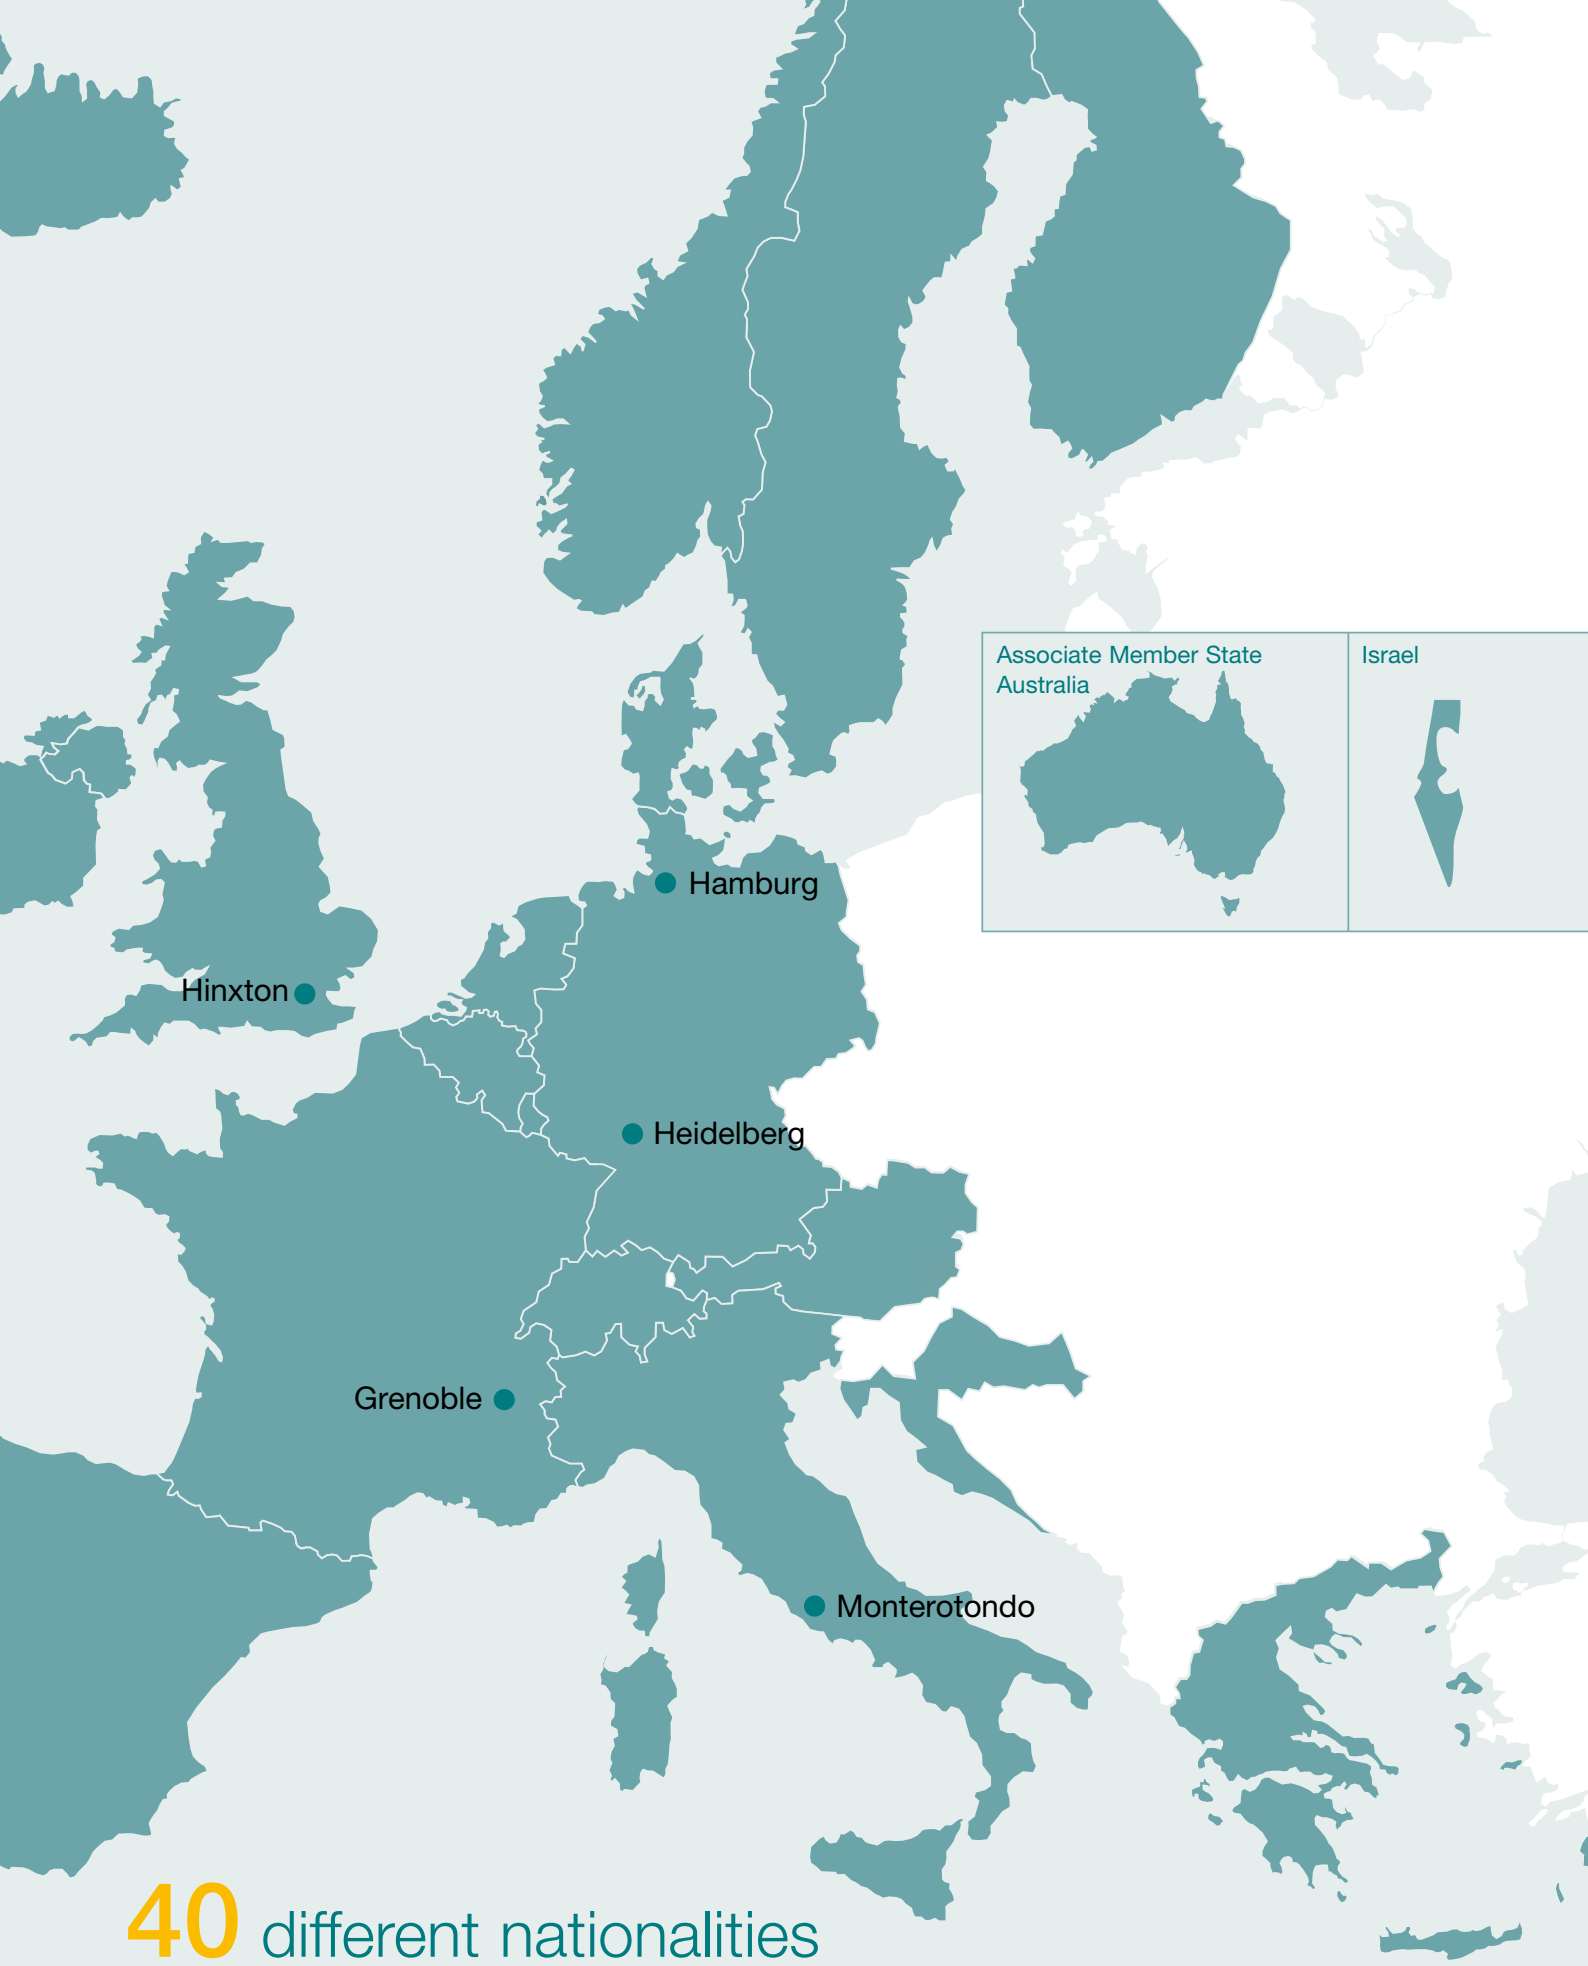 Associate Member State
Australia
Israel
Hamburg
Hinxton
Heidelberg
Grenoble
Monterotondo
40 different nationalities